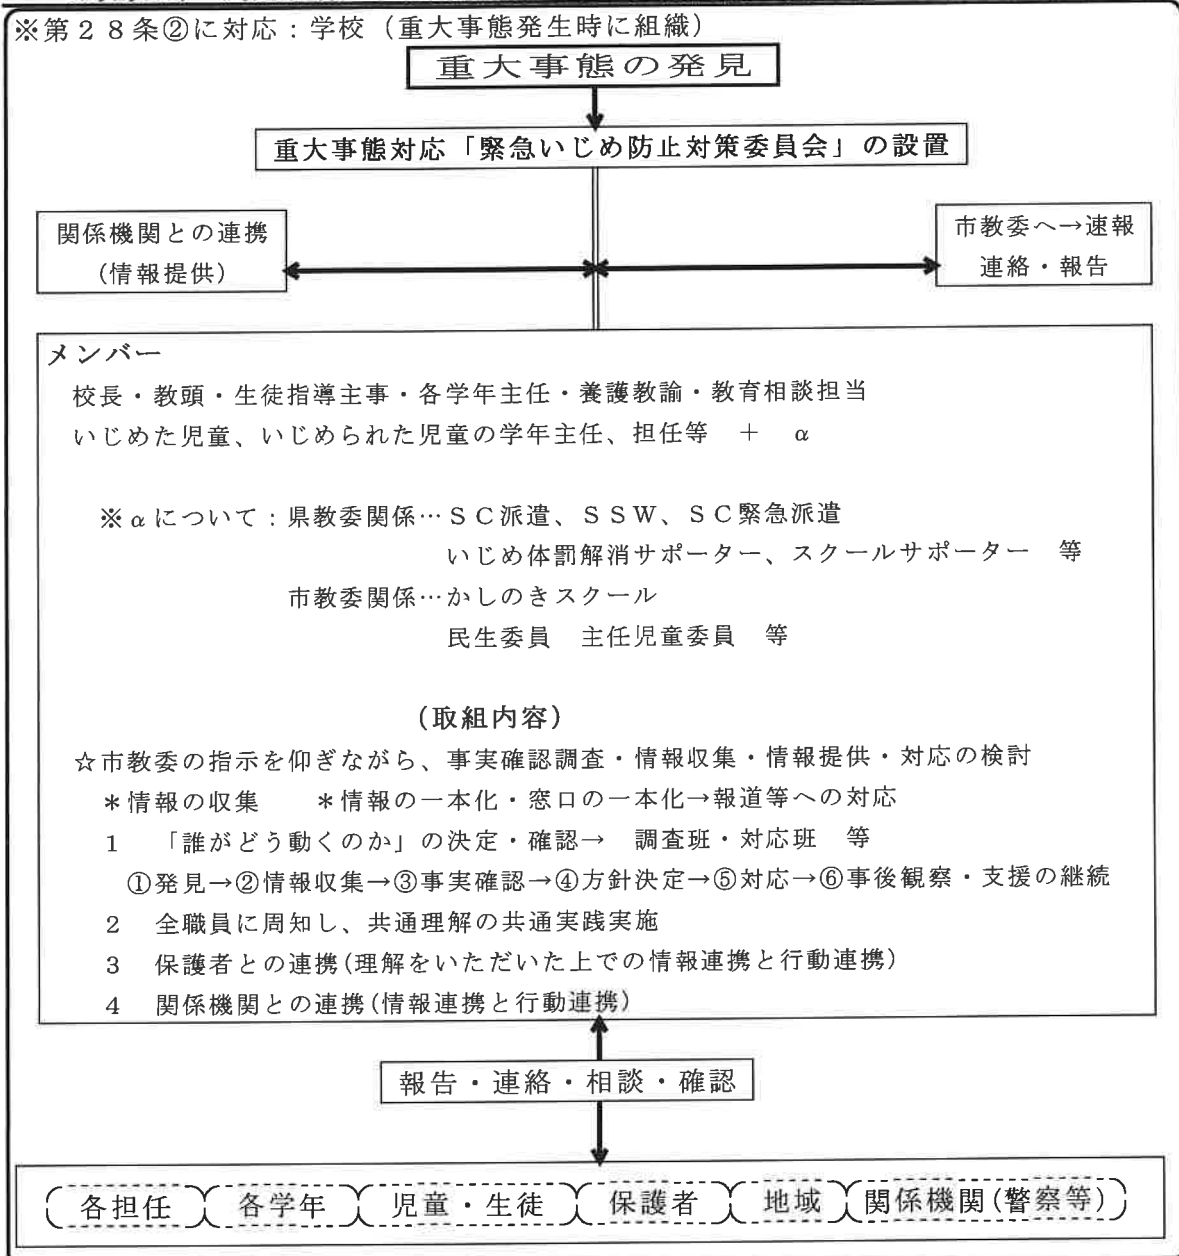 ※第28条②に対応：学校（重大事態発生時に組織）
重大事態の発見
重大事態対応「緊急いじめ防止対策委員会」の設置
関係機関との連携
(情報提供)
市教委へ→速報
連絡・報告
メンバー
校長・教頭・生徒指導主事・各学年主任・養護教諭・教育相談担当
いじめた児童、いじめられた児童の学年主任、担任等　＋　α
※αについて：県教委関係…ＳＣ派遣、ＳＳＷ、ＳＣ緊急派遣
いじめ体罰解消サポーター、スクールサポーター　等
市教委関係…かしのきスクール
民生委員　主任児童委員　等
(取組内容)
☆市教委の指示を仰ぎながら、事実確認調査・情報収集・情報提供・対応の検討
＊情報の収集　　＊情報の一本化・窓口の一本化→報道等への対応
1　「誰がどう動くのか」の決定・確認→　調査班・対応班　等
①発見→②情報収集→③事実確認→④方針決定→⑤対応→⑥事後観察・支援の継続
2　全職員に周知し、共通理解の共通実践実施
3　保護者との連携(理解をいただいた上での情報連携と行動連携)
4　関係機関との連携(情報連携と行動連携)
報告・連絡・相談・確認
各担任　各学年　児童・生徒　保護者　地域　関係機関(警察等)